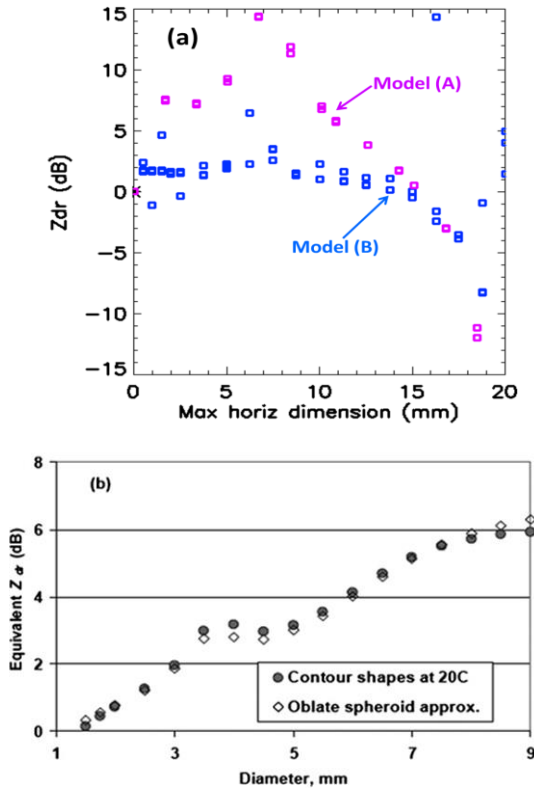 (a)
15
10
5
0
−5
−10
−15
Zdr (dB)
Model (A)
Model (B)
0 5 10 15 20
Max horiz dimension (mm)
(b)
8
6
4
2
0
Equivalent Z dr (dB)
Contour shapes at 20C
Oblate spheroid approx.
1 3 5 7 9
Diameter, mm